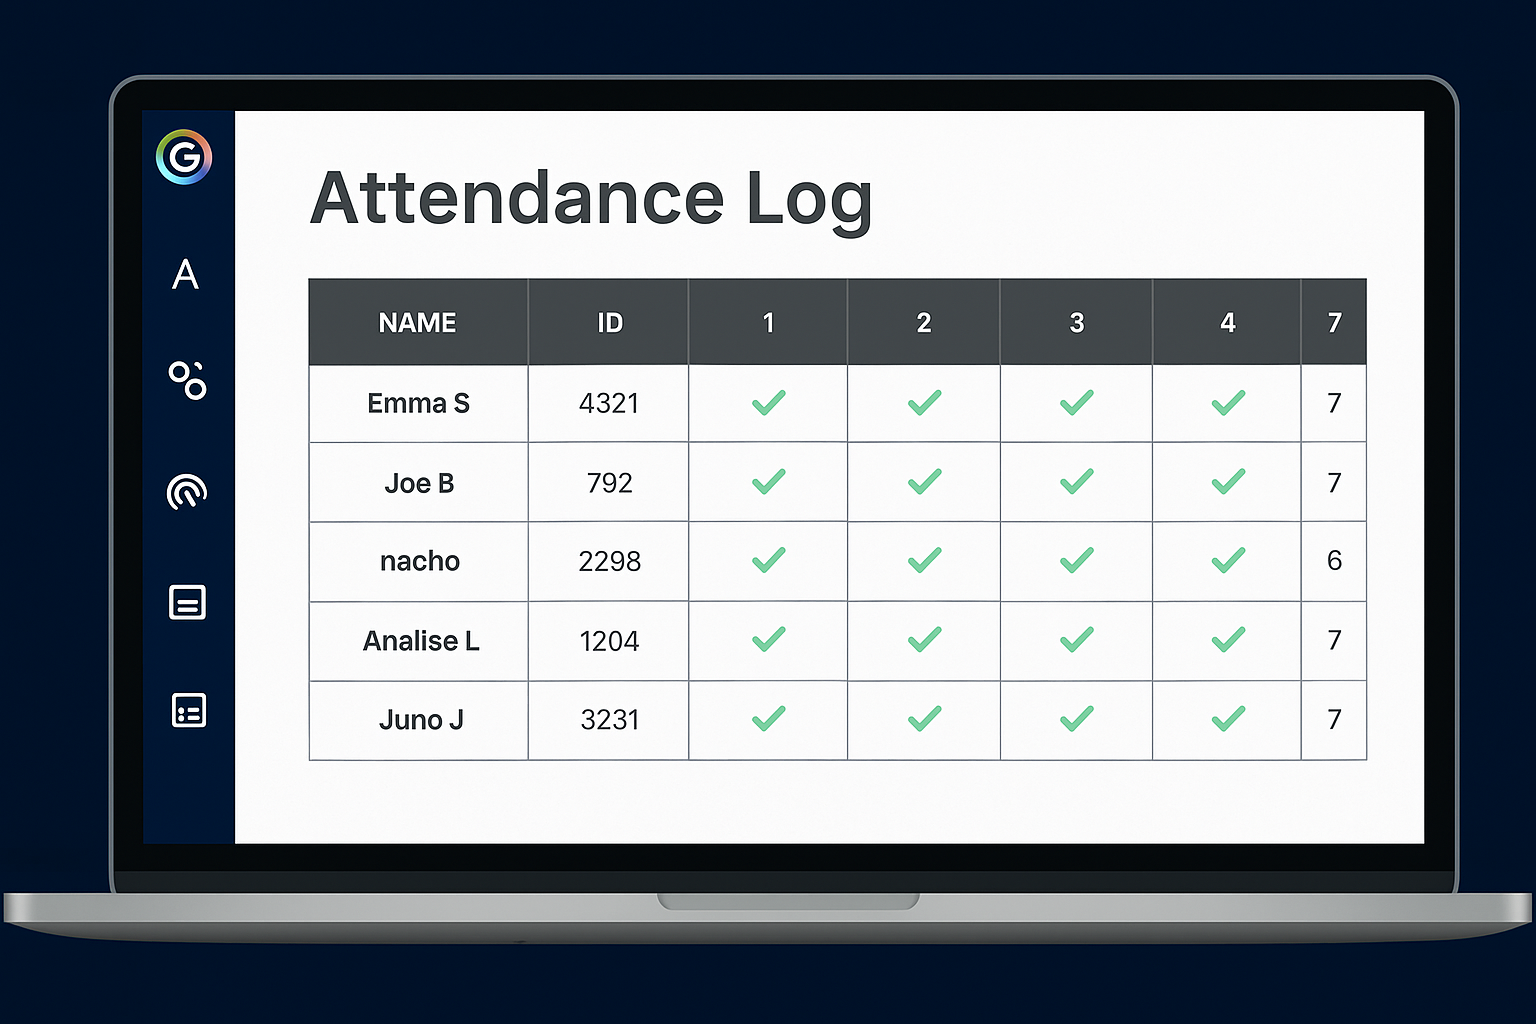 G
A
Attendance Log
NAME ID 1 2 3 4 7
Emma S 4321 ✓ ✓ ✓ ✓ 7
Joe B 792 ✓ ✓ ✓ ✓ 7
nacho 2298 ✓ ✓ ✓ ✓ 6
Analise L 1204 ✓ ✓ ✓ ✓ 7
Juno J 3231 ✓ ✓ ✓ ✓ 7